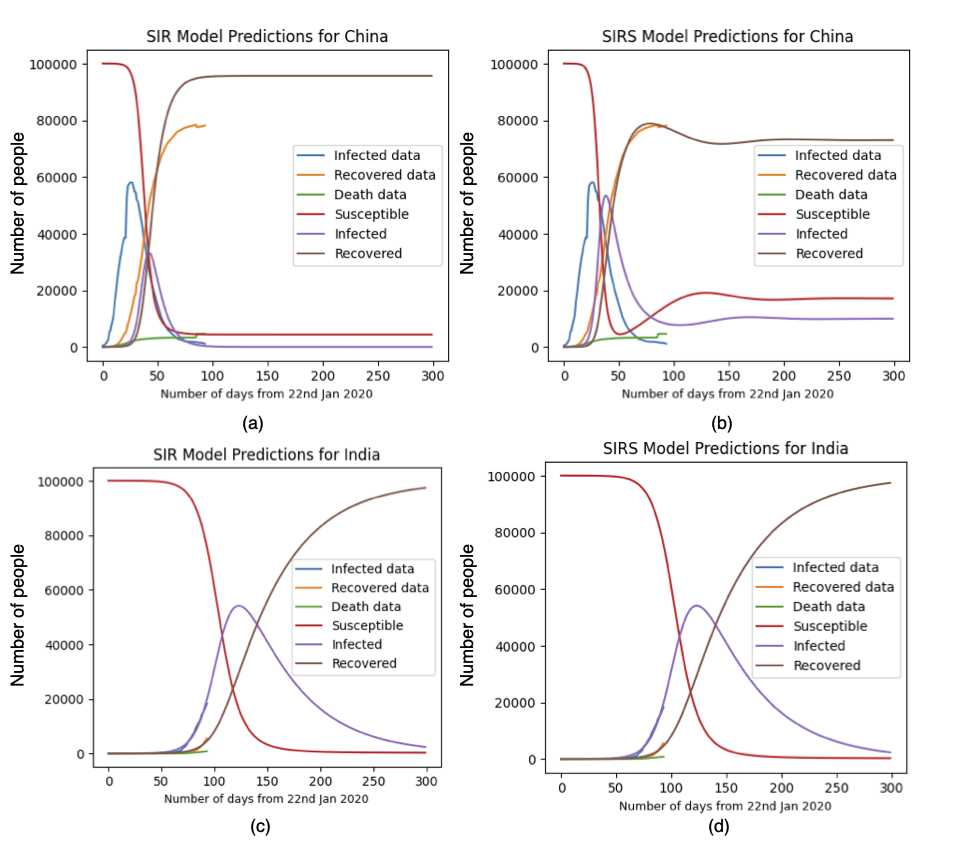 SIR Model Predictions for China
Number of people
100000
80000
60000
40000
20000
0
Infected data
Recovered data
Death data
Susceptible
Infected
Recovered
0 50 100 150 200 250 300
Number of days from 22nd Jan 2020
(a)
SIRS Model Predictions for China
Number of people
100000
80000
60000
40000
20000
0
Infected data
Recovered data
Death data
Susceptible
Infected
Recovered
0 50 100 150 200 250 300
Number of days from 22nd Jan 2020
(b)
SIR Model Predictions for India
Number of people
100000
80000
60000
40000
20000
0
Infected data
Recovered data
Death data
Susceptible
Infected
Recovered
0 50 100 150 200 250 300
Number of days from 22nd Jan 2020
(c)
SIRS Model Predictions for India
Number of people
100000
80000
60000
40000
20000
0
Infected data
Recovered data
Death data
Susceptible
Infected
Recovered
0 50 100 150 200 250 300
Number of days from 22nd Jan 2020
(d)